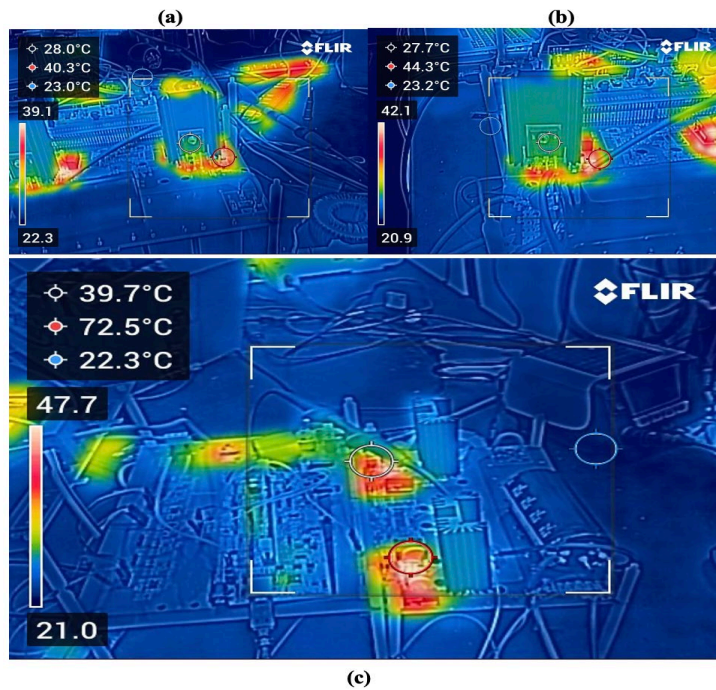 (a)
(b)
28.0°C
40.3°C
23.0°C
FLIR
39.1
22.3
27.7°C
44.3°C
23.2°C
FLIR
42.1
20.9
39.7°C
72.5°C
22.3°C
FLIR
47.7
21.0
(c)